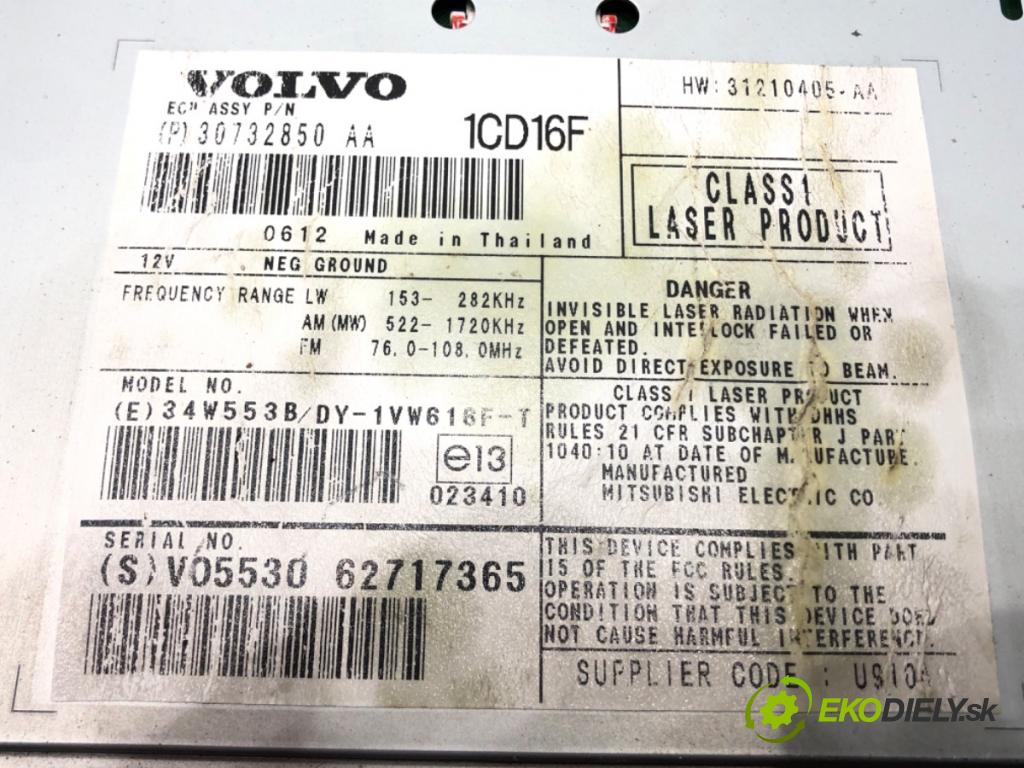 VOLVO
ECU ASSY P/N
(P) 30732850 AA
1CD16F
0612 Made in Thailand
HW: 31210405-AA
CLASS1
LASER PRODUCT
12V NEG GROUND
FREQUENCY RANGE LW 153- 282KHz
AM (MW) 522- 1720KHz
FM 76.0-108.0MHz
DANGER
INVISIBLE LASER RADIATION WHEN
OPEN AND INTERLOCK FAILED OR
DEFEATED.
AVOID DIRECT EXPOSURE TO BEAM.
MODEL NO.
(E) 34W553B/DY-1VW618F-T
e13
023410
CLASS 1 LASER PRODUCT
PRODUCT COMPLIES WITH DHHS
RULES 21 CFR SUBCHAPTER J PART
1040:10 AT DATE OF MANUFACTURE.
MANUFACTURED
MITSUBISHI ELECTRIC CO
SERIAL NO.
(S) VO5530 62717365
THIS DEVICE COMPLIES WITH PART
15 OF THE FCC RULES.
OPERATION IS SUBJECT TO THE
CONDITION THAT THIS DEVICE DOES
NOT CAUSE HARMFUL INTERFERENCE.
SUPPLIER CODE : US10A
EKODIELY.sk